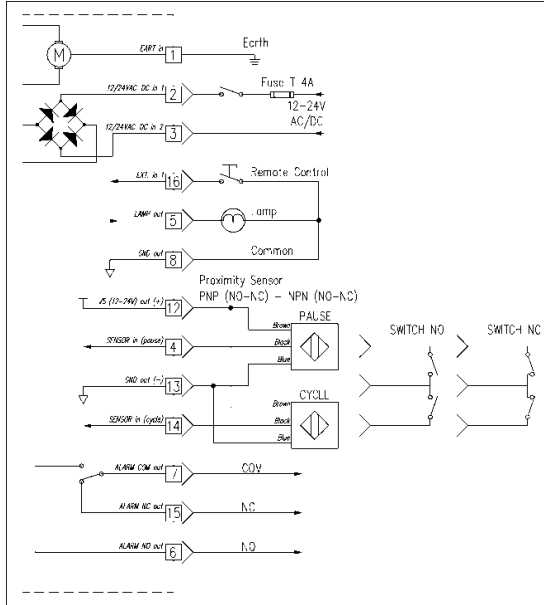 M
EART in 1 Earth
12/24VAC DC in 1 2 Fuse T 4A
12-24V
AC/DC
12/24VAC DC in 2 3
EXT. in 1 16 Remote Control
LAMP out 5 amp
GND out 8 Common
Proximity Sensor
PNP (NO-NC) - NPN (NO-NC)
VS (12-24V) out (+) 12
PAUSE
SWITCH NO SWITCH NC
Brown
SENSOR in (pause) 4 Black
Blue
GND out (-) 13
CYCLE
Brown
SENSOR in (cycle) 14 Black
Blue
ALARM COM out 7 COM
ALARM NC out 15 NC
ALARM NO out 6 NO